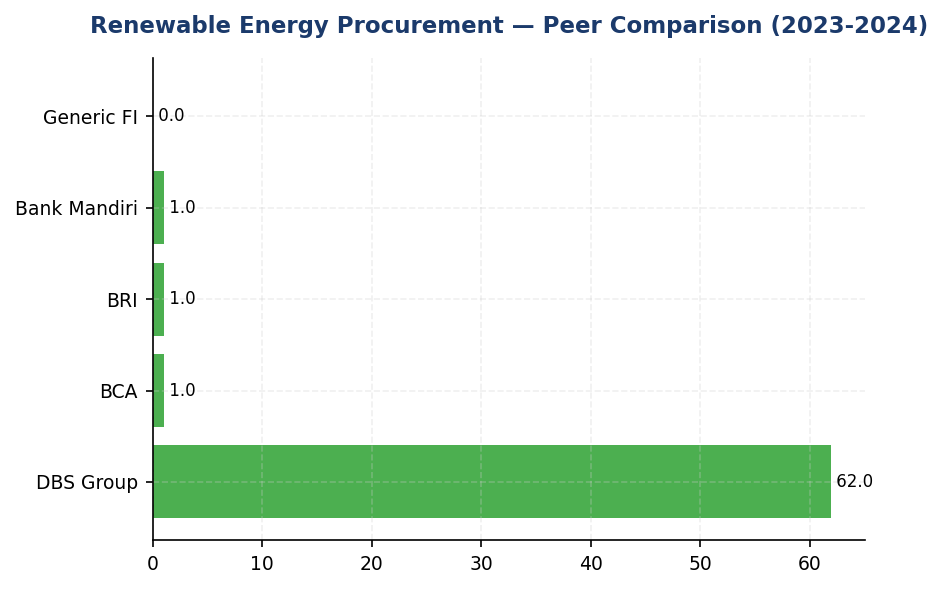 Renewable Energy Procurement — Peer Comparison (2023-2024)
Generic FI 0.0
Bank Mandiri 1.0
BRI 1.0
BCA 1.0
DBS Group 62.0
0 10 20 30 40 50 60